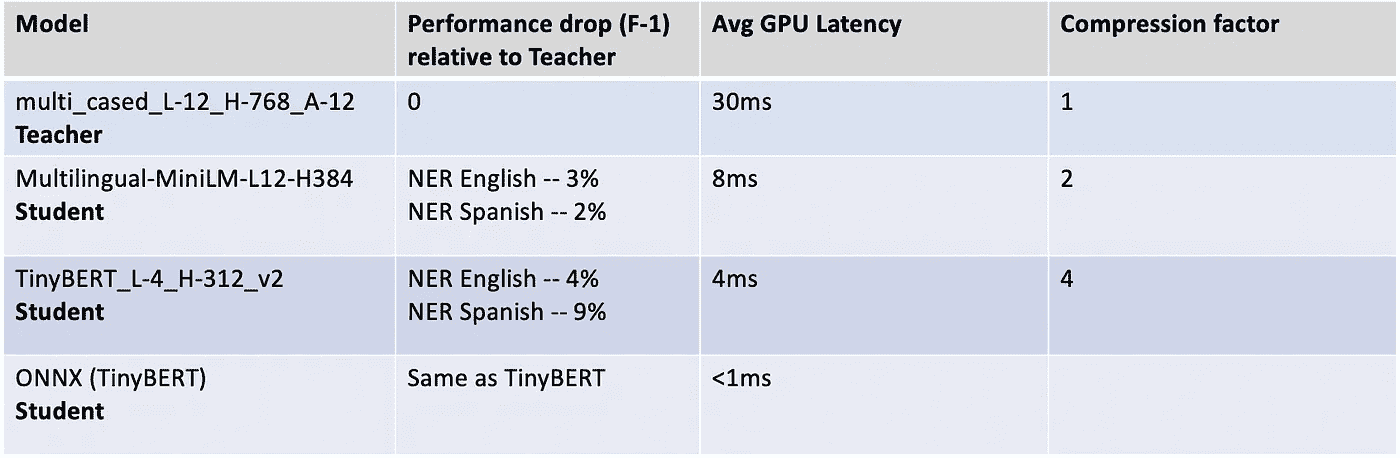 Model
Performance drop (F-1)
relative to Teacher
Avg GPU Latency
Compression factor
multi_cased_L-12_H-768_A-12
Teacher
0
30ms
1
Multilingual-MiniLM-L12-H384
Student
NER English -- 3%
NER Spanish -- 2%
8ms
2
TinyBERT_L-4_H-312_v2
Student
NER English -- 4%
NER Spanish -- 9%
4ms
4
ONNX (TinyBERT)
Student
Same as TinyBERT
<1ms